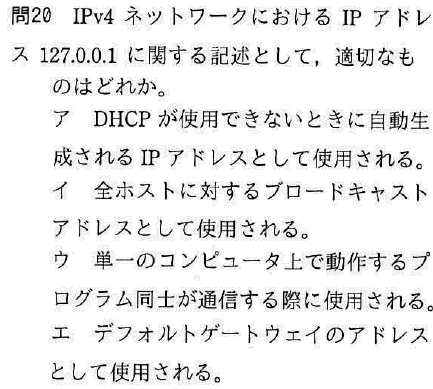 問20　IPv4 ネットワークにおける IP アドレ
ス 127.0.0.1 に関する記述として，適切なも
のはどれか。
ア　DHCP が使用できないときに自動生
成される IP アドレスとして使用される。
イ　全ホストに対するブロードキャスト
アドレスとして使用される。
ウ　単一のコンピュータ上で動作するプ
ログラム同士が通信する際に使用される。
エ　デフォルトゲートウェイのアドレス
として使用される。